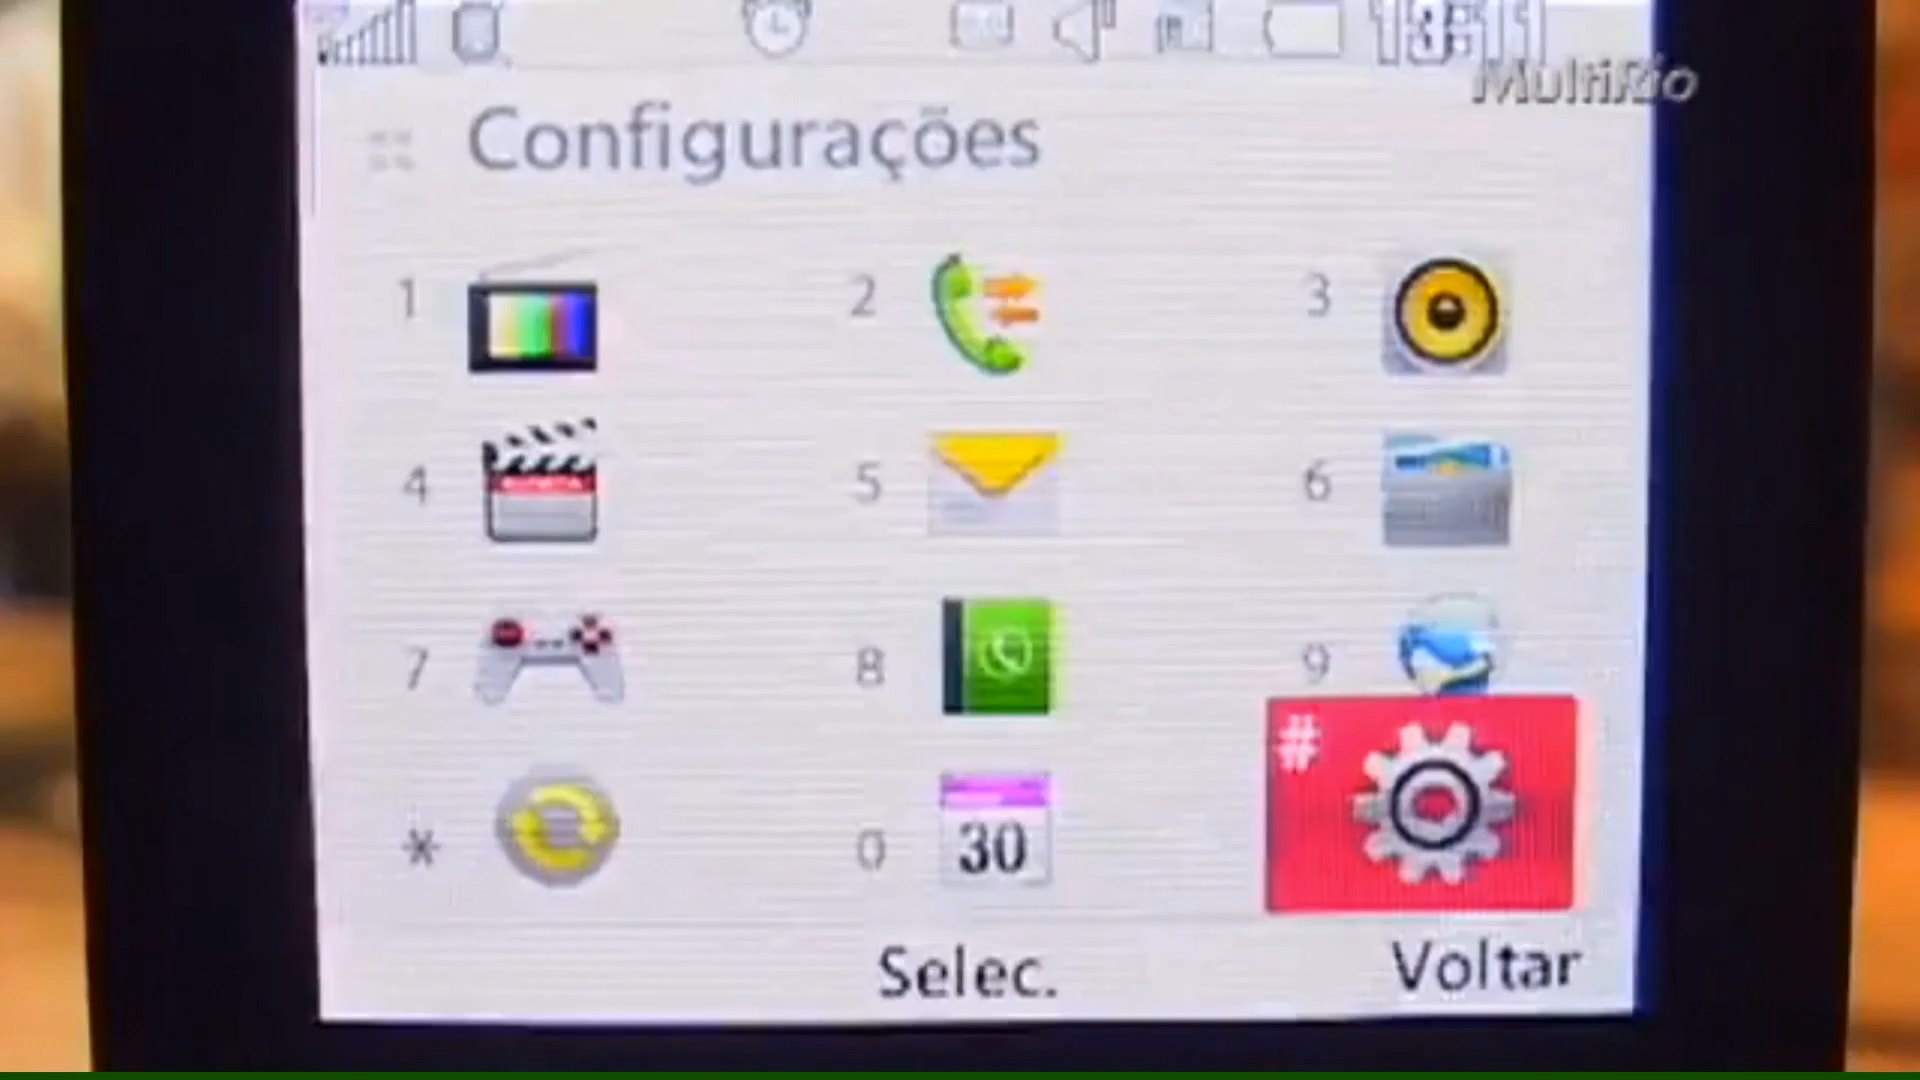 13:11
MultiRio
Configurações
1 2 3
4 5 6
7 8 9
* 0 30 #
Selec. Voltar